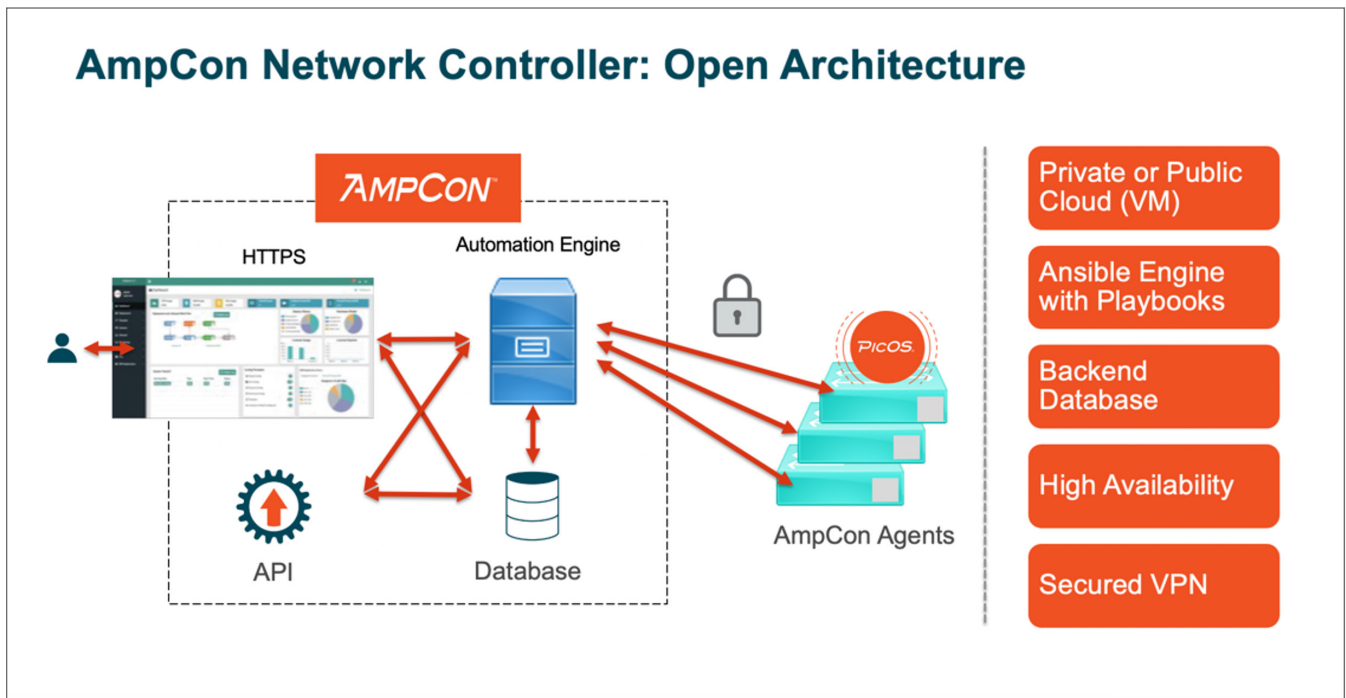 AmpCon Network Controller: Open Architecture
AMPCON™
HTTPS
Automation Engine
API
Database
PICOS
AmpCon Agents
Private or Public
Cloud (VM)
Ansible Engine
with Playbooks
Backend
Database
High Availability
Secured VPN